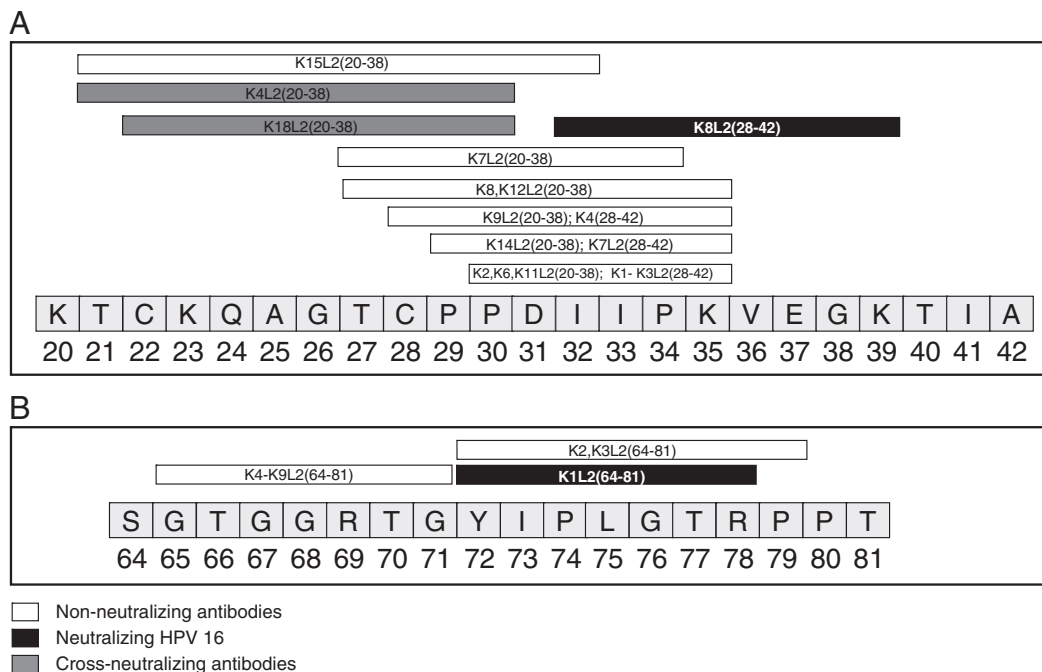 A
K15L2(20-38)
K4L2(20-38)
K18L2(20-38)
K8L2(28-42)
K7L2(20-38)
K8,K12L2(20-38)
K9L2(20-38); K4(28-42)
K14L2(20-38); K7L2(28-42)
K2,K6,K11L2(20-38); K1- K3L2(28-42)
K T C K Q A G T C P P D I I P K V E G K T I A
20 21 22 23 24 25 26 27 28 29 30 31 32 33 34 35 36 37 38 39 40 41 42
B
K2,K3L2(64-81)
K4-K9L2(64-81)
K1L2(64-81)
S G T G G R T G Y I P L G T R P P T
64 65 66 67 68 69 70 71 72 73 74 75 76 77 78 79 80 81
Non-neutralizing antibodies
Neutralizing HPV 16
Cross-neutralizing antibodies